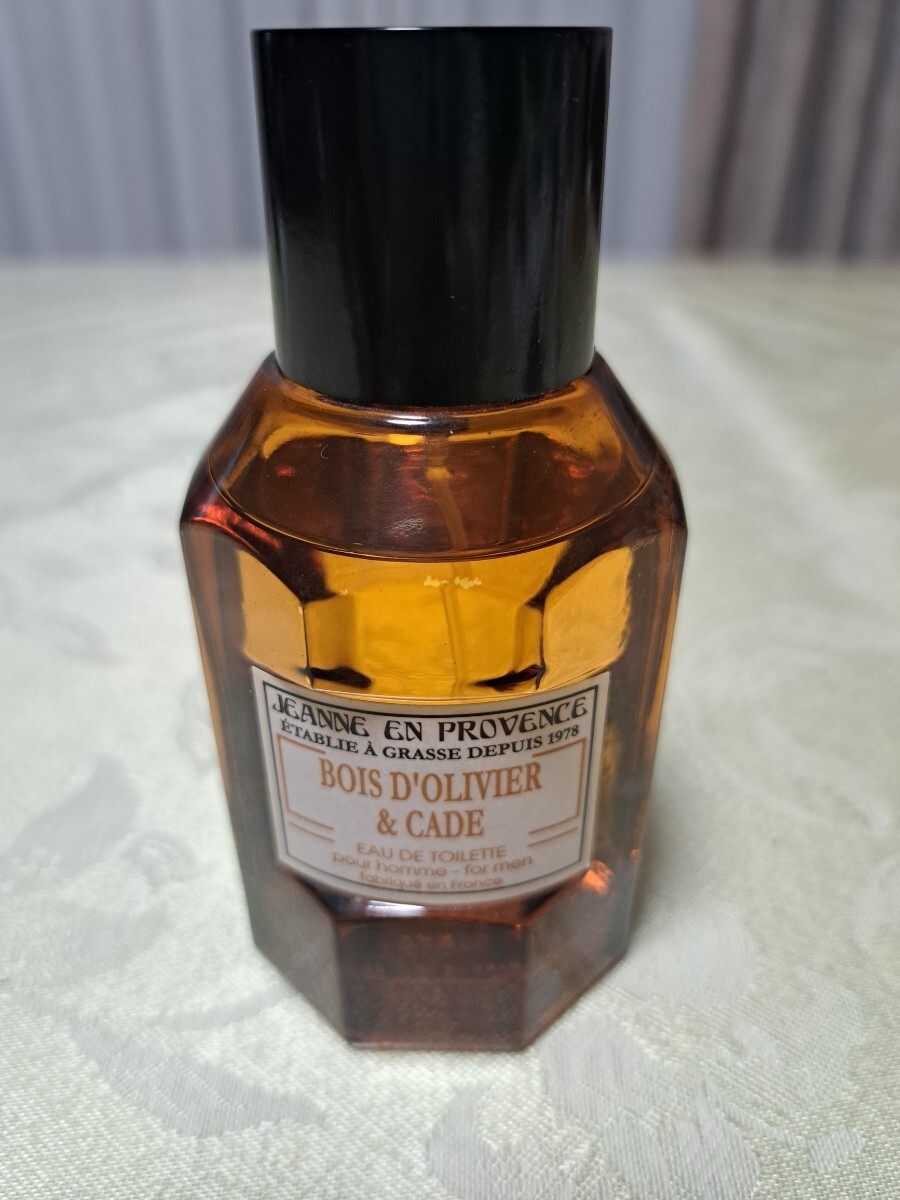 JEANNE EN PROVENCE
ÉTABLIE À GRASSE DEPUIS 1978
BOIS D'OLIVIER
& CADE
EAU DE TOILETTE
pour homme - for men
fabriqué en France